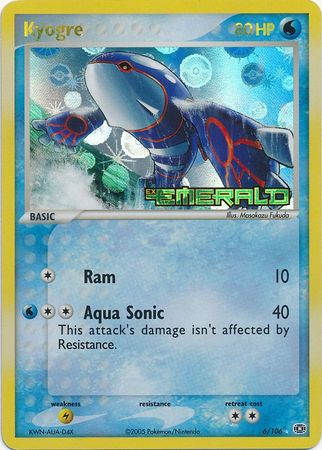 Kyogre 80 HP
EX EMERALD
Illus. Masakazu Fukuda
BASIC
Ram 10
Aqua Sonic 40
This attack's damage isn't affected by
Resistance.
weakness resistance retreat cost
KWN-AUA-D4X ©2005 Pokémon/Nintendo 6/106